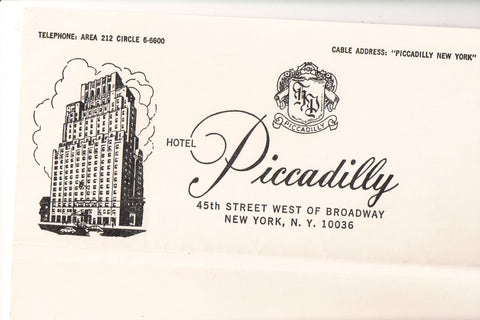 TELEPHONE: AREA 212 CIRCLE 6-6600
CABLE ADDRESS: "PICCADILLY NEW YORK"
HP
PICCADILLY
HOTEL Piccadilly
45th STREET WEST OF BROADWAY
NEW YORK, N. Y. 10036